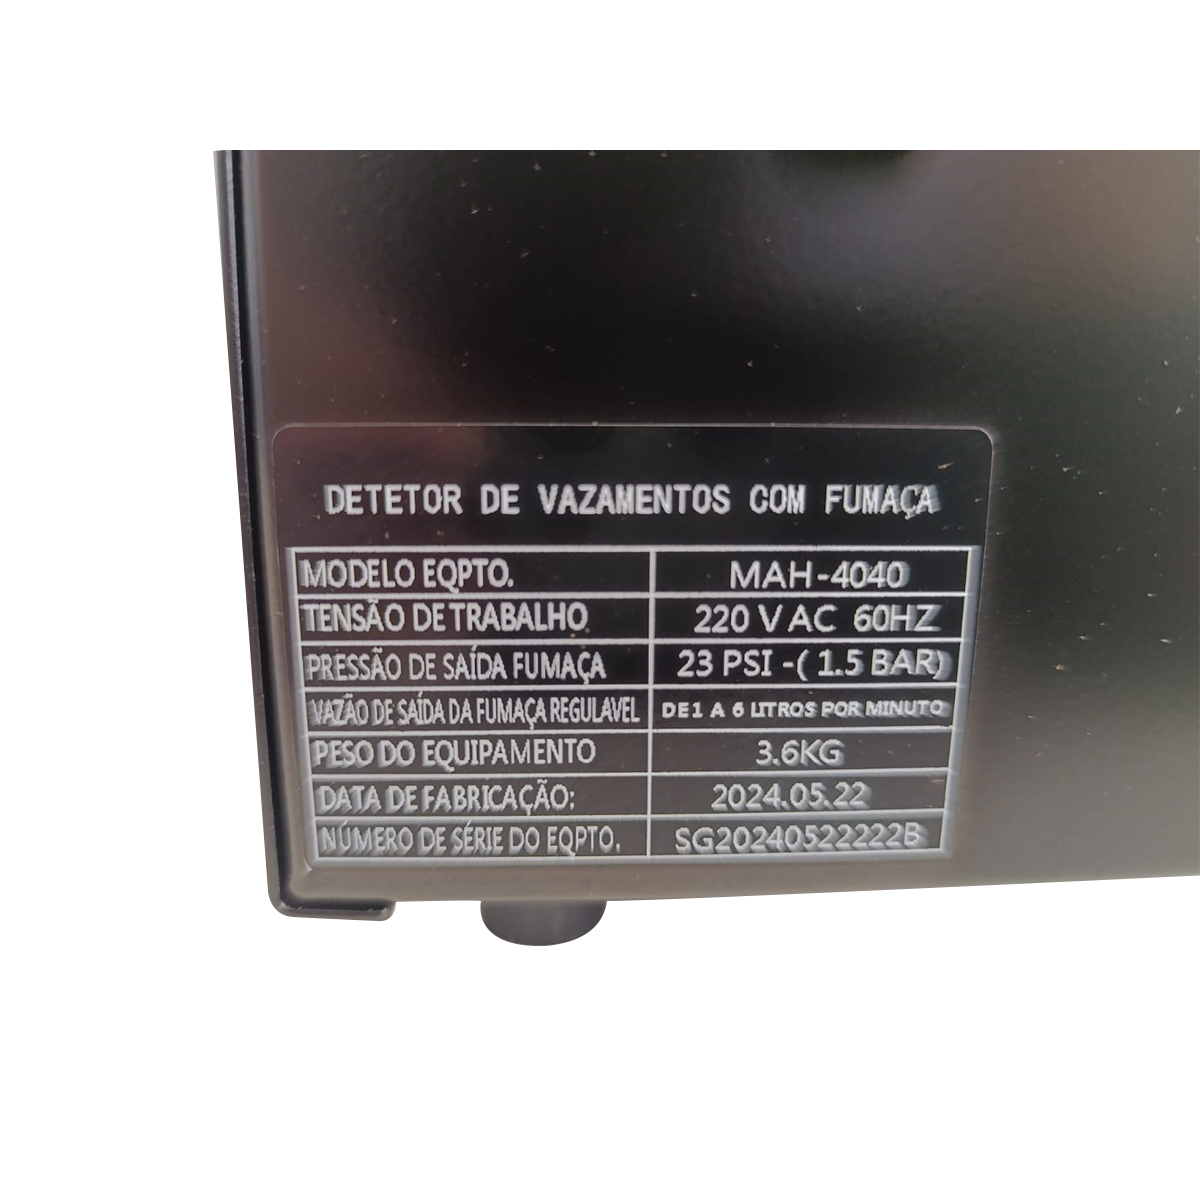 DETETOR DE VAZAMENTOS COM FUMAÇA
MODELO EQPTO. MAH-4040
TENSÃO DE TRABALHO 220 V AC 60HZ
PRESSÃO DE SAÍDA FUMAÇA 23 PSI -( 1.5 BAR)
VAZÃO DE SAÍDA DA FUMAÇA REGULAVEL DE 1 A 6 LITROS POR MINUTO
PESO DO EQUIPAMENTO 3.6KG
DATA DE FABRICAÇÃO: 2024.05.22
NÚMERO DE SÉRIE DO EQPTO. SG20240522222B